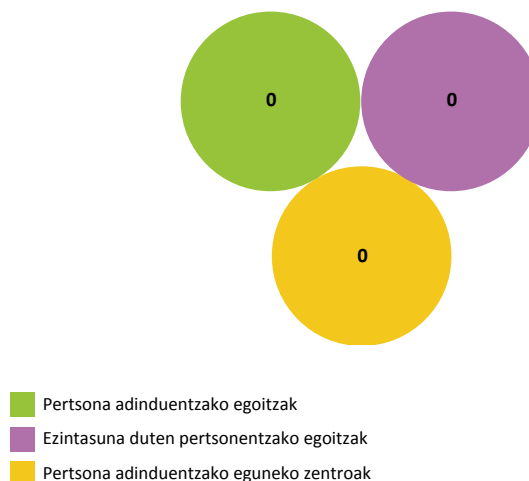 0
0
0
Pertsona adinduentzako egoitzak
Ezintasuna duten pertsonentzako egoitzak
Pertsona adinduentzako eguneko zentroak